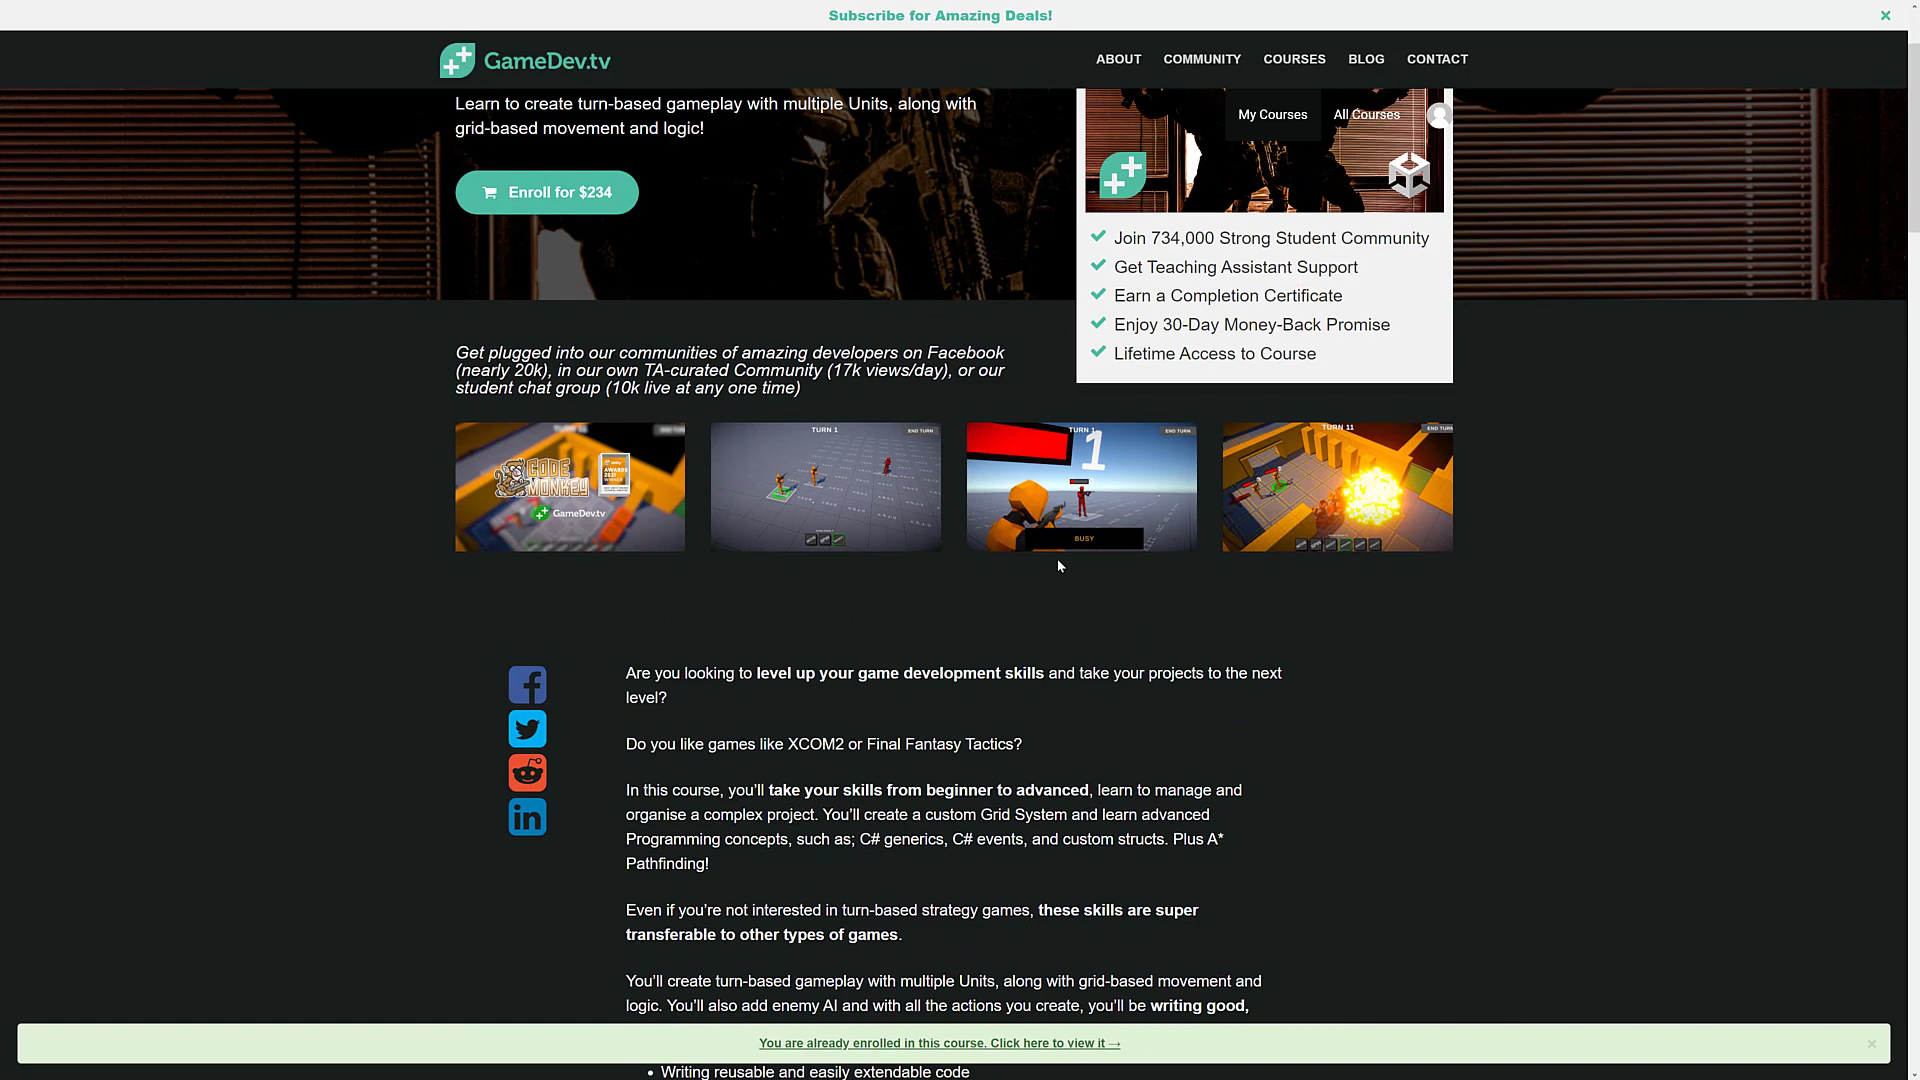 Subscribe for Amazing Deals!
GameDev.tv
ABOUT
COMMUNITY
COURSES
BLOG
CONTACT
Learn to create turn-based gameplay with multiple Units, along with
grid-based movement and logic!
My Courses
All Courses
Enroll for $234
Join 734,000 Strong Student Community
Get Teaching Assistant Support
Earn a Completion Certificate
Enjoy 30-Day Money-Back Promise
Lifetime Access to Course
Get plugged into our communities of amazing developers on Facebook
(nearly 20k), in our own TA-curated Community (17k views/day), or our
student chat group (10k live at any one time)
CODE
MONKEY
GameDev.tv
TURN 1
END TURN
TURN 1
END TURN
1
BUSY
TURN 11
END TURN
Are you looking to level up your game development skills and take your projects to the next
level?
Do you like games like XCOM2 or Final Fantasy Tactics?
In this course, you’ll take your skills from beginner to advanced, learn to manage and
organise a complex project. You’ll create a custom Grid System and learn advanced
Programming concepts, such as; C# generics, C# events, and custom structs. Plus A*
Pathfinding!
Even if you’re not interested in turn-based strategy games, these skills are super
transferable to other types of games.
You’ll create turn-based gameplay with multiple Units, along with grid-based movement and
logic. You’ll also add enemy AI and with all the actions you create, you’ll be writing good,
You are already enrolled in this course. Click here to view it →
• Writing reusable and easily extendable code